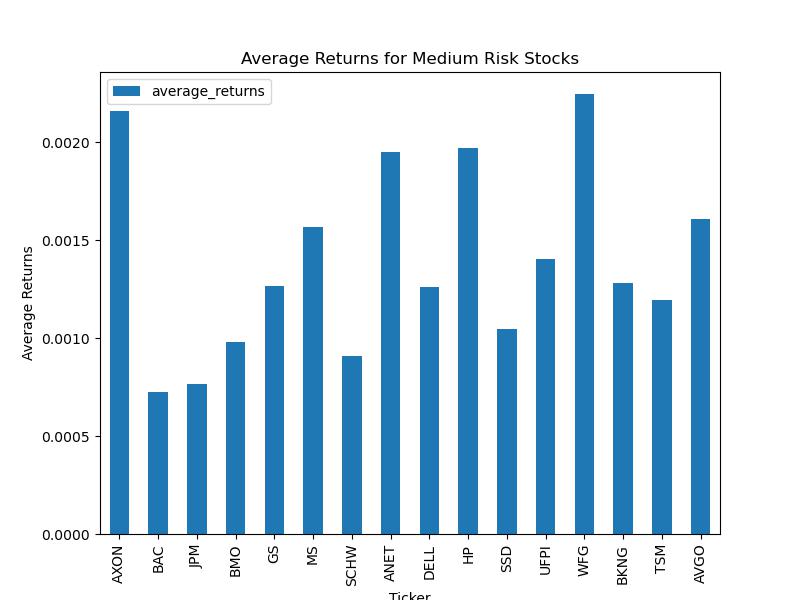 Average Returns for Medium Risk Stocks
average_returns
Average Returns
0.0020
0.0015
0.0010
0.0005
0.0000
AXON
BAC
JPM
BMO
GS
MS
SCHW
ANET
DELL
HP
SSD
UFPI
WFG
BKNG
TSM
AVGO
Ticker